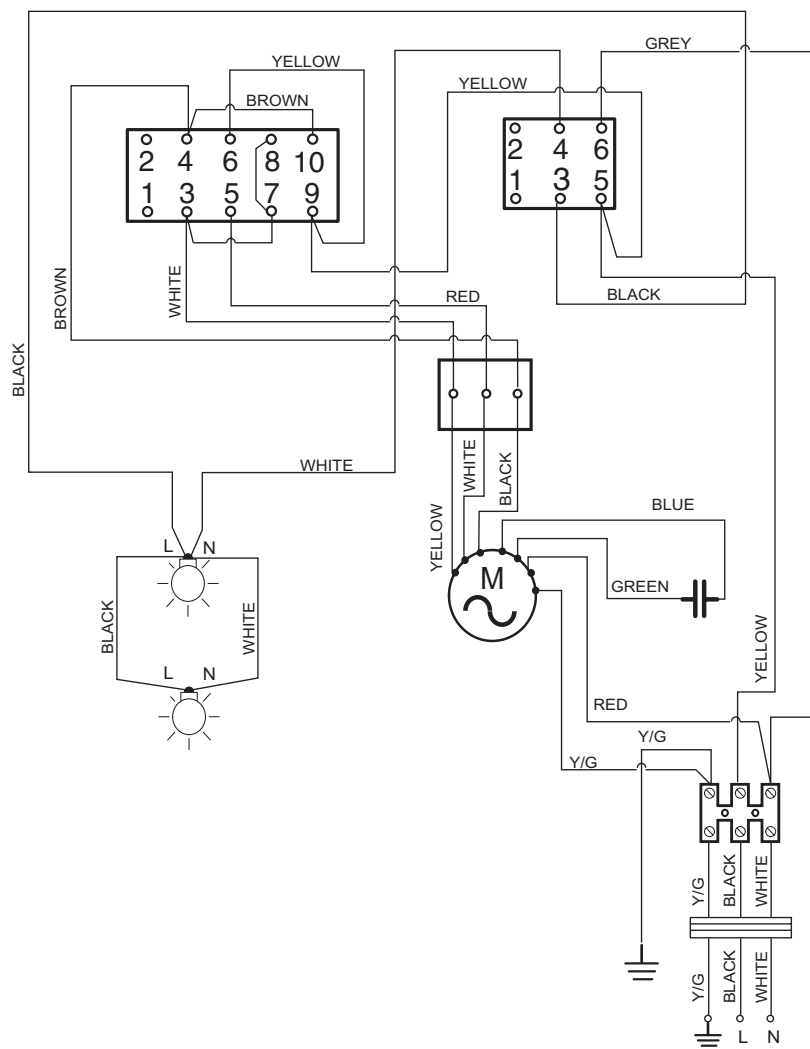 GREY
YELLOW
YELLOW
BROWN
2 4 6 8 10
1 3 5 7 9
2 4 6
1 3 5
BROWN
WHITE
RED
BLACK
BLACK
WHITE
YELLOW
WHITE
BLACK
L N
BLACK
WHITE
L N
M
BLUE
GREEN
YELLOW
RED
Y/G
Y/G
Y/G
BLACK
WHITE
Y/G
BLACK
WHITE
L N